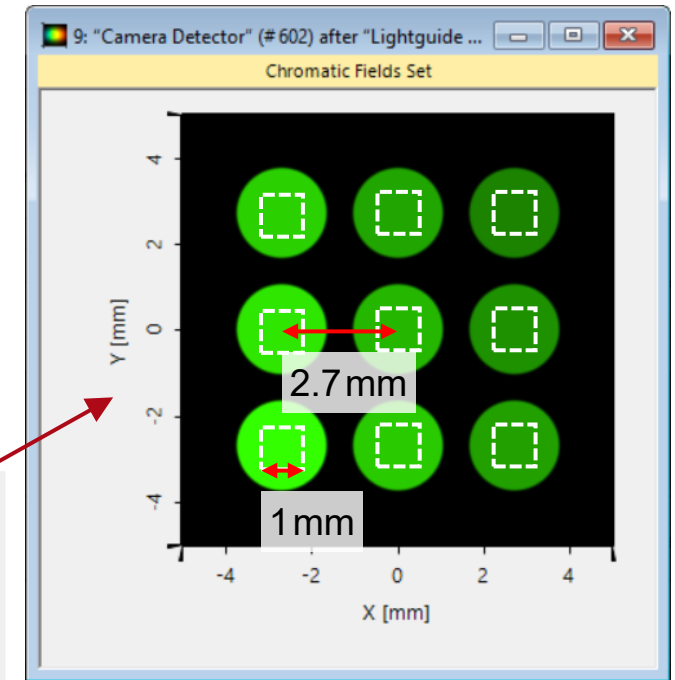 9: "Camera Detector" (# 602) after "Lightguide ...
Chromatic Fields Set
4
2
0
-2
-4
Y [mm]
2.7 mm
1 mm
-4 -2 0 2 4
X [mm]